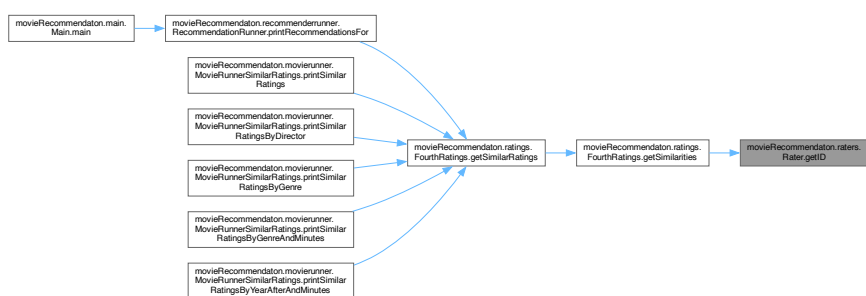 movieRecommendaton.main.
Main.main
movieRecommendaton.recommenderrunner.
RecommendationRunner.printRecommendationsFor
movieRecommendaton.movierunner.
MovieRunnerSimilarRatings.printSimilar
Ratings
movieRecommendaton.movierunner.
MovieRunnerSimilarRatings.printSimilar
RatingsByDirector
movieRecommendaton.movierunner.
MovieRunnerSimilarRatings.printSimilar
RatingsByGenre
movieRecommendaton.movierunner.
MovieRunnerSimilarRatings.printSimilar
RatingsByGenreAndMinutes
movieRecommendaton.movierunner.
MovieRunnerSimilarRatings.printSimilar
RatingsByYearAfterAndMinutes
movieRecommendaton.ratings.
FourthRatings.getSimilarRatings
movieRecommendaton.ratings.
FourthRatings.getSimilarities
movieRecommendaton.raters.
Rater.getID